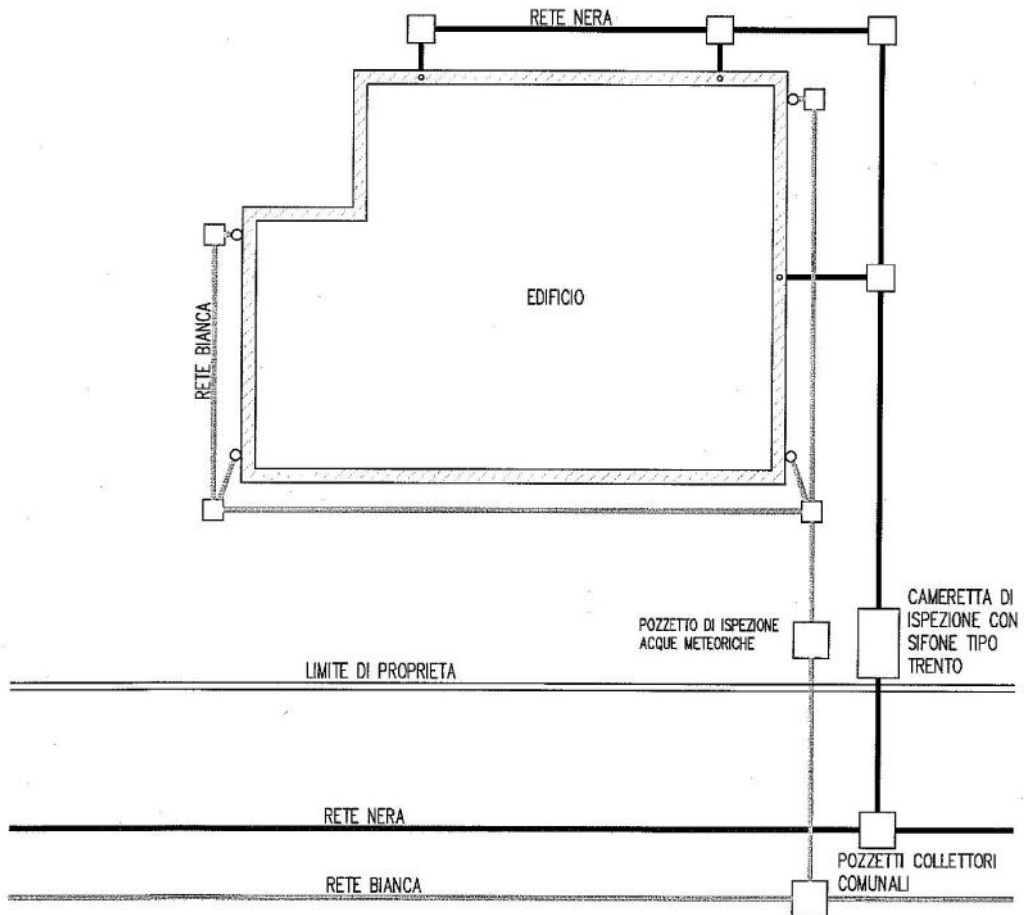 RETE NERA
EDIFICIO
RETE BIANCA
CAMERETTA DI
ISPEZIONE CON
SIFONE TIPO
TRENTO
POZZETTO DI ISPEZIONE
ACQUE METEORICHE
LIMITE DI PROPRIETA
RETE NERA
POZZETTI COLLETTORI
COMUNALI
RETE BIANCA